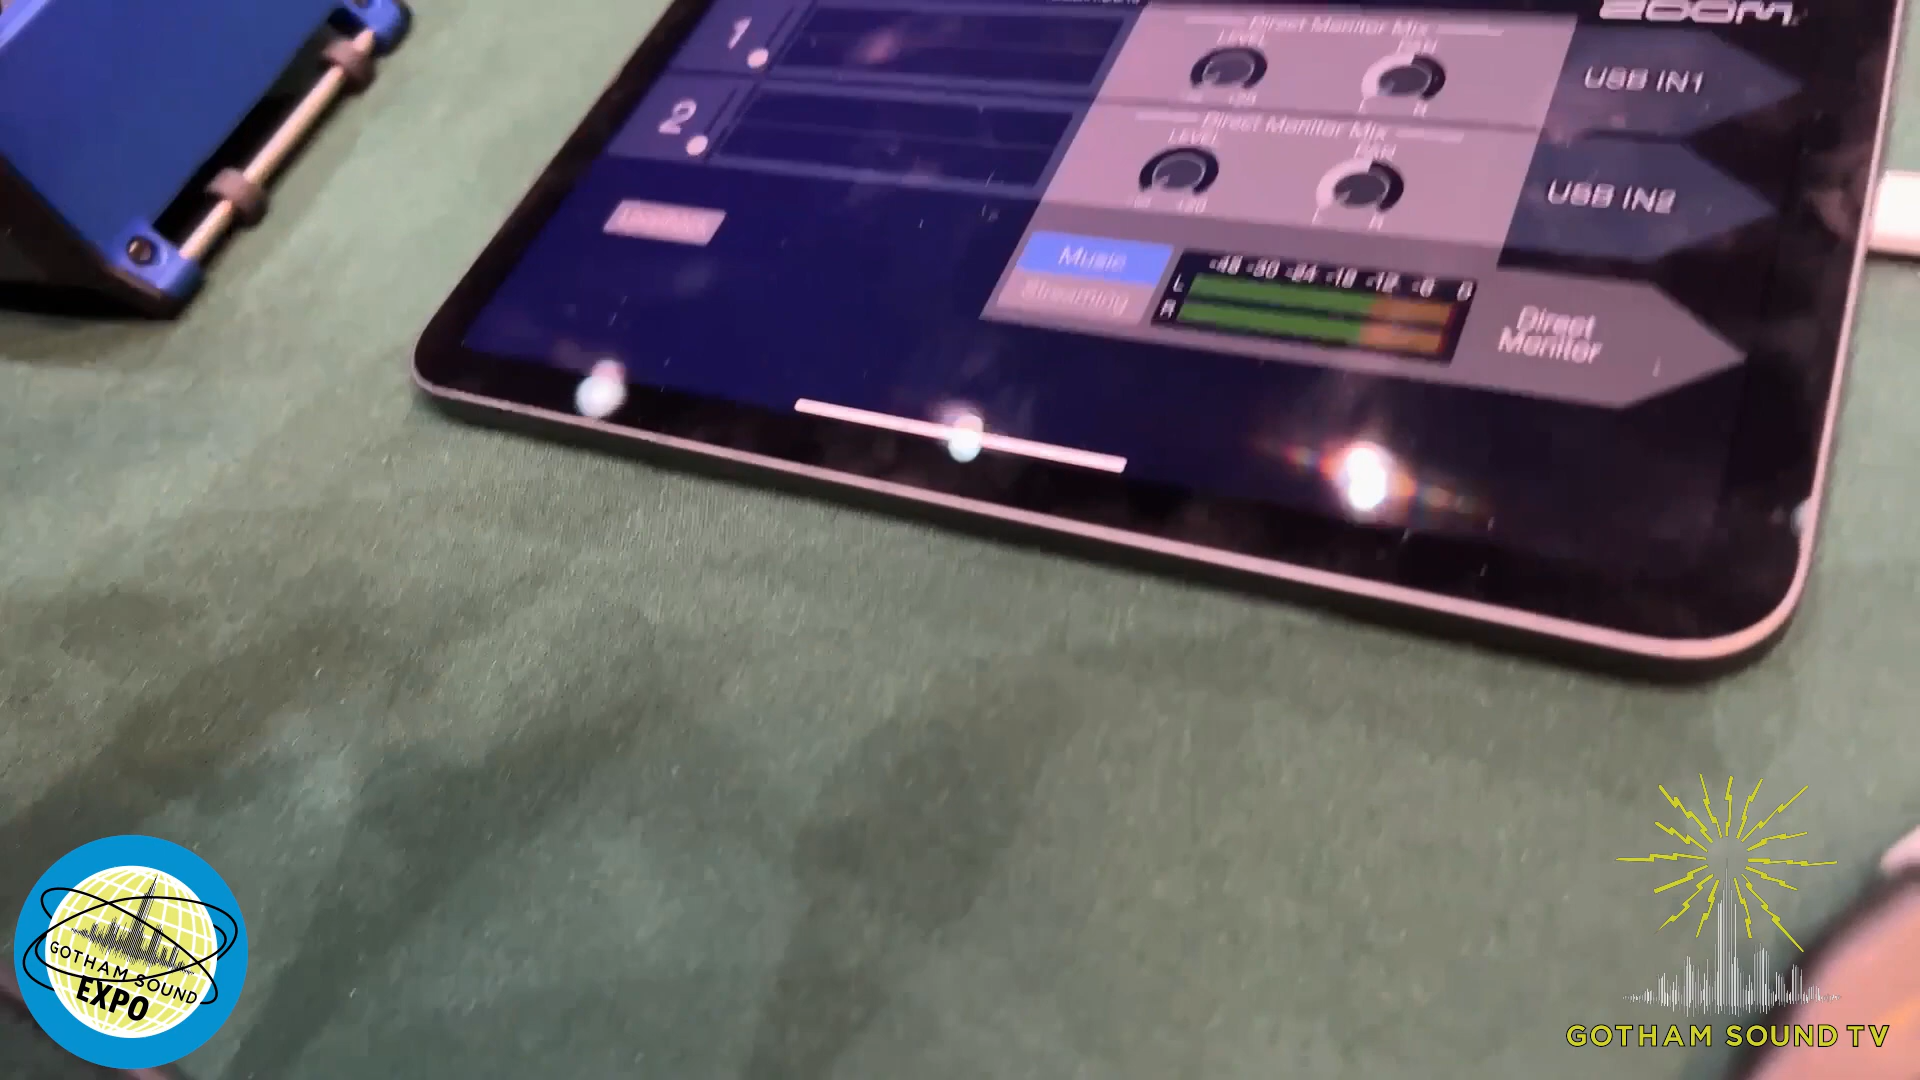 ZOOM
1
Direct Monitor Mix
LEVEL
PAN
USB IN1
L
R
2
Direct Monitor Mix
LEVEL
PAN
USB IN2
L
R
Loopback
Music
Streaming
-48 -30 -24 -18 -12 -6 0
L
R
Direct
Monitor
GOTHAM SOUND
EXPO
GOTHAM SOUND TV